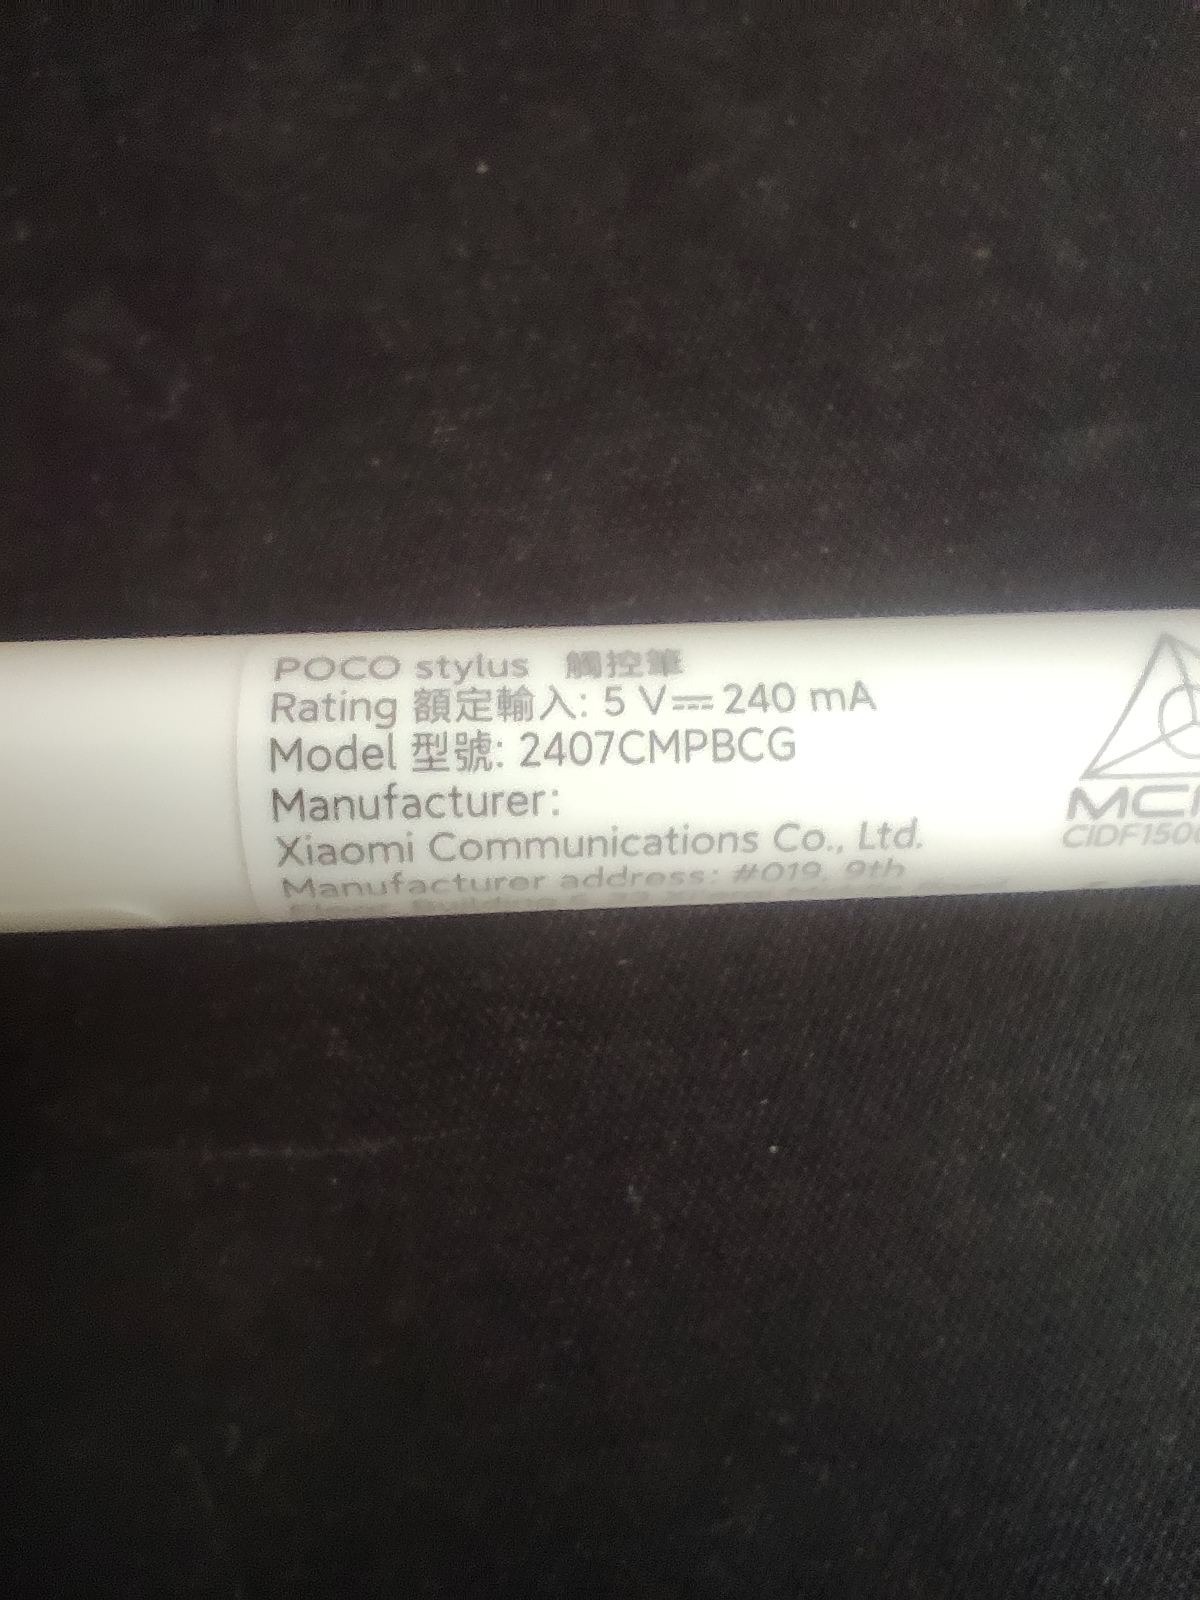 POCO stylus 觸控筆
Rating 額定輸入: 5 V⎓240 mA
Model 型號: 2407CMPBCG
Manufacturer:
Xiaomi Communications Co., Ltd.
Manufacturer address: #019, 9th